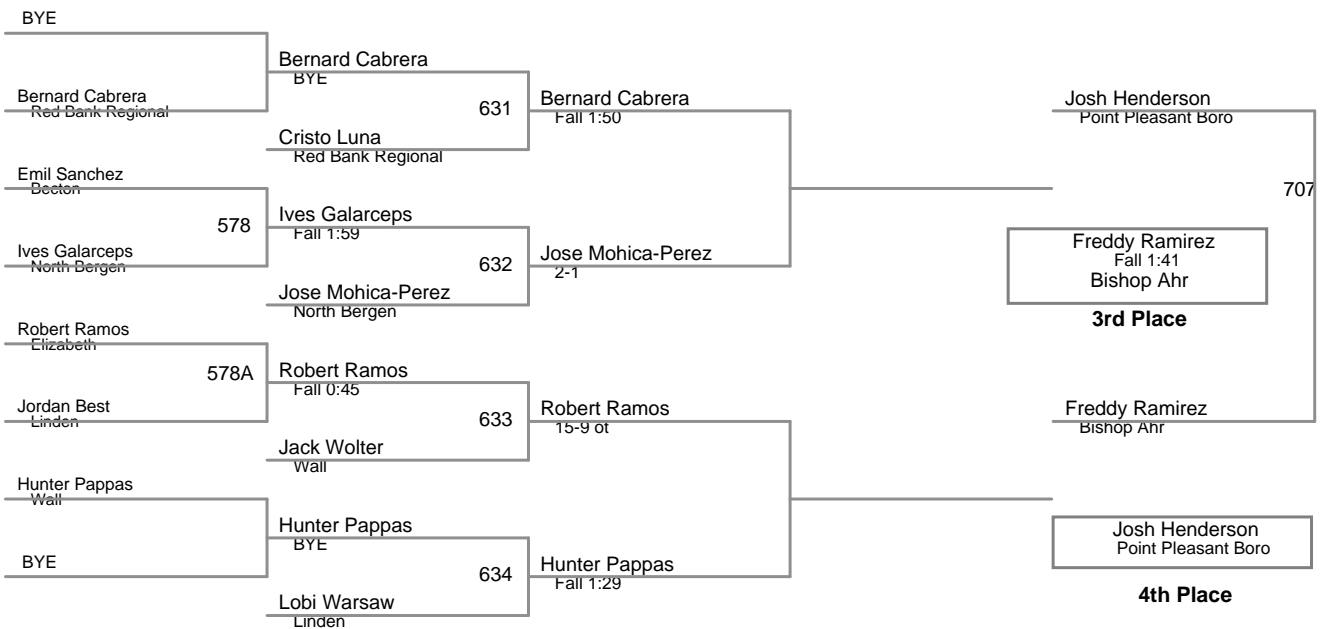 BYE
Bernard Cabrera
Red Bank Regional
Emil Sanchez
Becton
578
Ives Galarceps
North Bergen
Robert Ramos
Elizabeth
578A
Jordan Best
Linden
Hunter Pappas
Wall
BYE
Bernard Cabrera
BYE
631
Cristo Luna
Red Bank Regional
Ives Galarceps
Fall 1:59
632
Jose Mohica-Perez
North Bergen
Robert Ramos
Fall 0:45
633
Jack Wolter
Wall
Hunter Pappas
BYE
634
Lobi Warsaw
Linden
Bernard Cabrera
Fall 1:50
Jose Mohica-Perez
2-1
Robert Ramos
15-9 ot
Hunter Pappas
Fall 1:29
Josh Henderson
Point Pleasant Boro
707
Freddy Ramirez
Fall 1:41
Bishop Ahr
3rd Place
Freddy Ramirez
Bishop Ahr
Josh Henderson
Point Pleasant Boro
4th Place